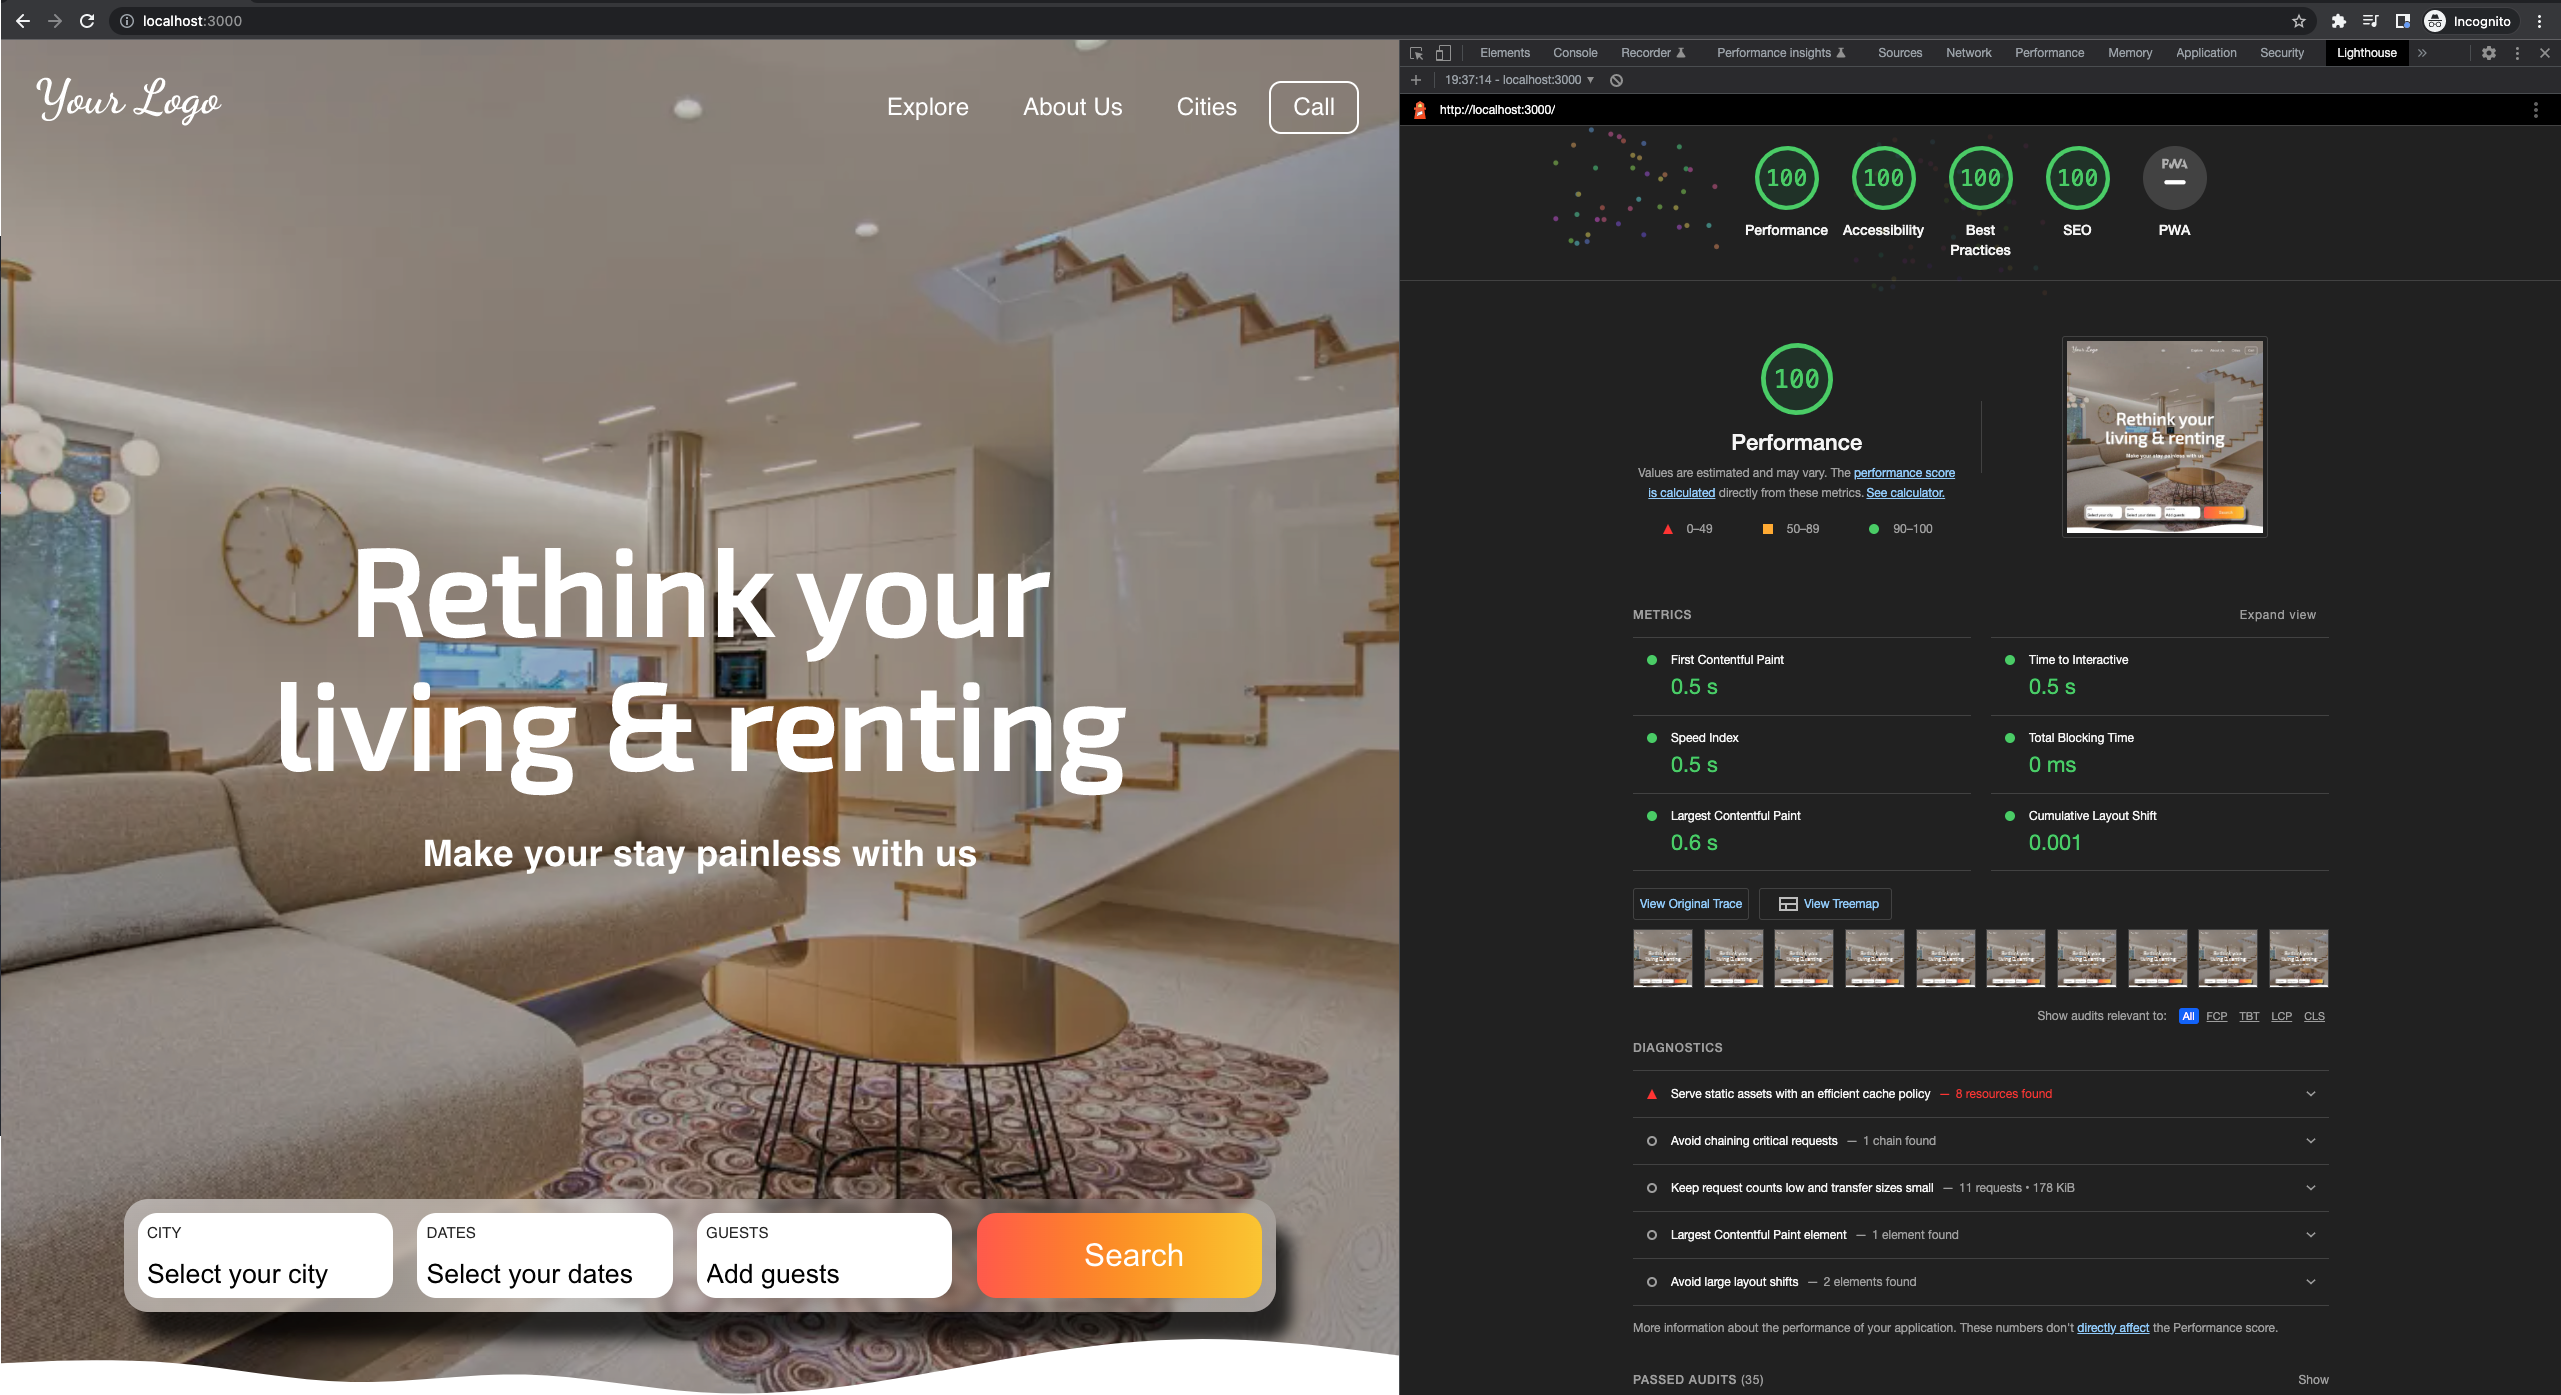 localhost:3000
Incognito
Your Logo
Explore
About Us
Cities
Call
Rethink your
living & renting
Make your stay painless with us
CITY
Select your city
DATES
Select your dates
GUESTS
Add guests
Search
Elements
Console
Recorder
Performance insights
Sources
Network
Performance
Memory
Application
Security
Lighthouse
19:37:14 - localhost:3000
http://localhost:3000/
100
Performance
100
Accessibility
100
Best
Practices
100
SEO
PWA
PWA
100
Performance
Values are estimated and may vary. The performance score
is calculated directly from these metrics. See calculator.
0–49
50–89
90–100
Rethink your
living & renting
Make your stay painless with us
METRICS
Expand view
First Contentful Paint
0.5 s
Time to Interactive
0.5 s
Speed Index
0.5 s
Total Blocking Time
0 ms
Largest Contentful Paint
0.6 s
Cumulative Layout Shift
0.001
View Original Trace
View Treemap
Show audits relevant to: All FCP TBT LCP CLS
DIAGNOSTICS
Serve static assets with an efficient cache policy — 8 resources found
Avoid chaining critical requests — 1 chain found
Keep request counts low and transfer sizes small — 11 requests • 178 KiB
Largest Contentful Paint element — 1 element found
Avoid large layout shifts — 2 elements found
More information about the performance of your application. These numbers don't directly affect the Performance score.
PASSED AUDITS (35)
Show